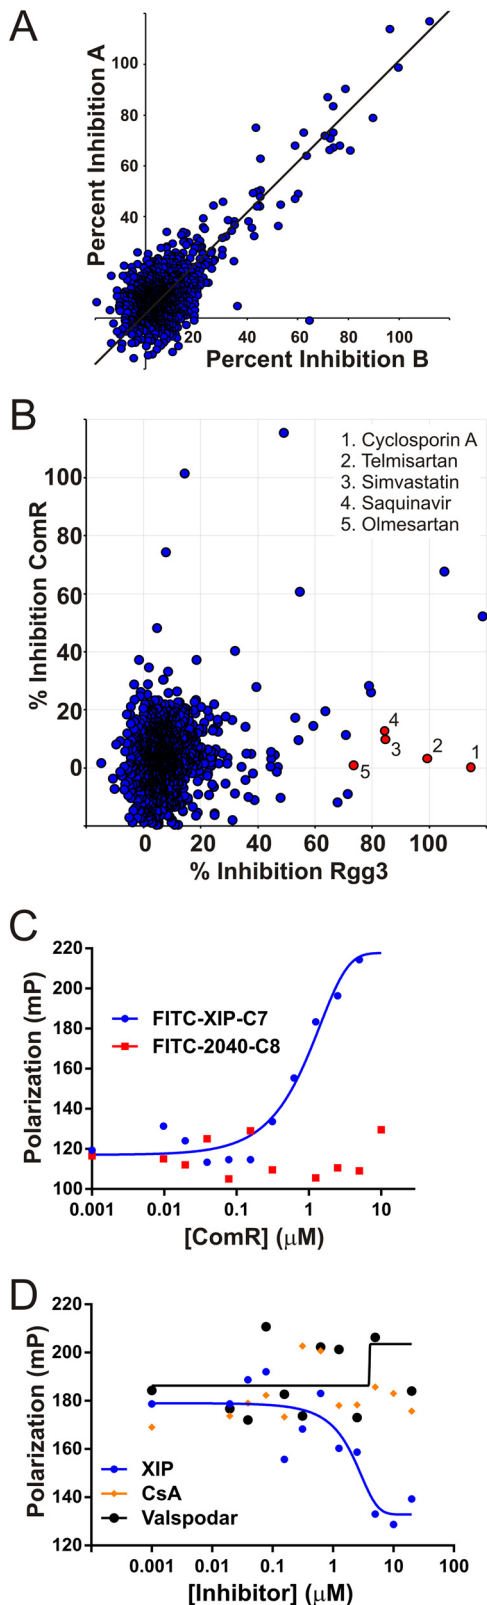 A
Percent Inhibition A
100
80
60
40
20 40 60 80 100
Percent Inhibition B
B
% Inhibition ComR
1. Cyclosporin A
2. Telmisartan
3. Simvastatin
4. Saquinavir
5. Olmesartan
100
80
60
40
20
0
4
3
2
1
5
0 20 40 60 80 100
% Inhibition Rgg3
C
Polarization (mP)
220
200
180
160
140
120
100
FITC-XIP-C7
FITC-2040-C8
0.001 0.01 0.1 1 10
[ComR] (μM)
D
Polarization (mP)
220
200
180
160
140
120
XIP
CsA
Valspodar
0.001 0.01 0.1 1 10 100
[Inhibitor] (μM)